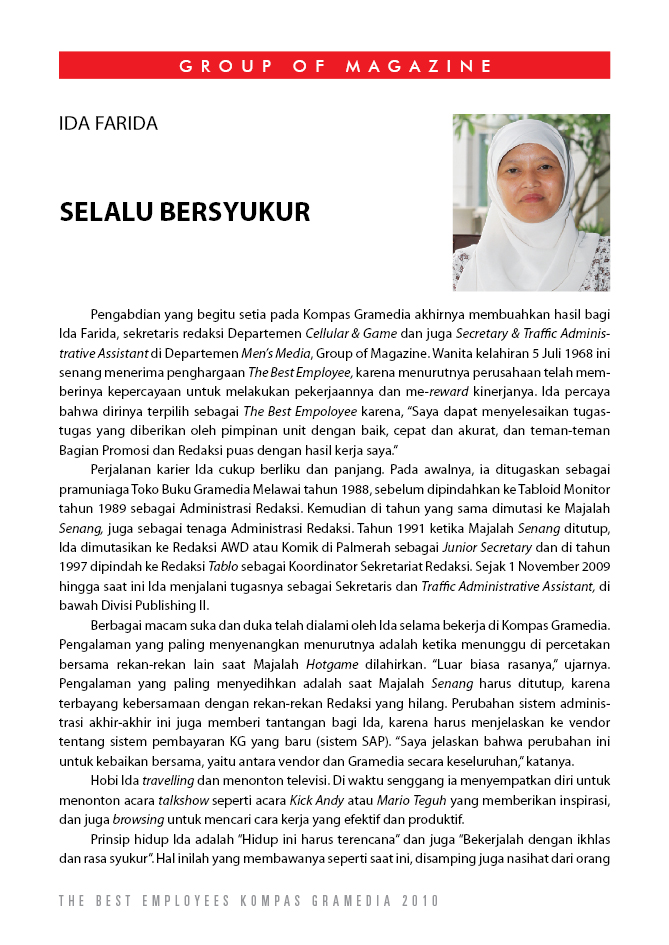 GROUP OF MAGAZINE
IDA FARIDA
SELALU BERSYUKUR
Pengabdian yang begitu setia pada Kompas Gramedia akhirnya membuahkan hasil bagi
Ida Farida, sekretaris redaksi Departemen Cellular & Game dan juga Secretary & Traffic Adminis-
trative Assistant di Departemen Men's Media, Group of Magazine. Wanita kelahiran 5 Juli 1968 ini
senang menerima penghargaan The Best Employee, karena menurutnya perusahaan telah mem-
berinya kepercayaan untuk melakukan pekerjaannya dan me-reward kinerjanya. Ida percaya
bahwa dirinya terpilih sebagai The Best Empoloyee karena, “Saya dapat menyelesaikan tugas-
tugas yang diberikan oleh pimpinan unit dengan baik, cepat dan akurat, dan teman-teman
Bagian Promosi dan Redaksi puas dengan hasil kerja saya.”
Perjalanan karier Ida cukup berliku dan panjang. Pada awalnya, ia ditugaskan sebagai
pramuniaga Toko Buku Gramedia Melawai tahun 1988, sebelum dipindahkan ke Tabloid Monitor
tahun 1989 sebagai Administrasi Redaksi. Kemudian di tahun yang sama dimutasi ke Majalah
Senang, juga sebagai tenaga Administrasi Redaksi. Tahun 1991 ketika Majalah Senang ditutup,
Ida dimutasikan ke Redaksi AWD atau Komik di Palmerah sebagai Junior Secretary dan di tahun
1997 dipindah ke Redaksi Tablo sebagai Koordinator Sekretariat Redaksi. Sejak 1 November 2009
hingga saat ini Ida menjalani tugasnya sebagai Sekretaris dan Traffic Administrative Assistant, di
bawah Divisi Publishing II.
Berbagai macam suka dan duka telah dialami oleh Ida selama bekerja di Kompas Gramedia.
Pengalaman yang paling menyenangkan menurutnya adalah ketika menunggu di percetakan
bersama rekan-rekan lain saat Majalah Hotgame dilahirkan. “Luar biasa rasanya,” ujarnya.
Pengalaman yang paling menyedihkan adalah saat Majalah Senang harus ditutup, karena
terbayang kebersamaan dengan rekan-rekan Redaksi yang hilang. Perubahan sistem adminis-
trasi akhir-akhir ini juga memberi tantangan bagi Ida, karena harus menjelaskan ke vendor
tentang sistem pembayaran KG yang baru (sistem SAP). “Saya jelaskan bahwa perubahan ini
untuk kebaikan bersama, yaitu antara vendor dan Gramedia secara keseluruhan,” katanya.
Hobi Ida travelling dan menonton televisi. Di waktu senggang ia menyempatkan diri untuk
menonton acara talkshow seperti acara Kick Andy atau Mario Teguh yang memberikan inspirasi,
dan juga browsing untuk mencari cara kerja yang efektif dan produktif.
Prinsip hidup Ida adalah "Hidup ini harus terencana" dan juga "Bekerjalah dengan ikhlas
dan rasa syukur". Hal inilah yang membawanya seperti saat ini, disamping juga nasihat dari orang
THE BEST EMPLOYEES KOMPAS GRAMEDIA 2010